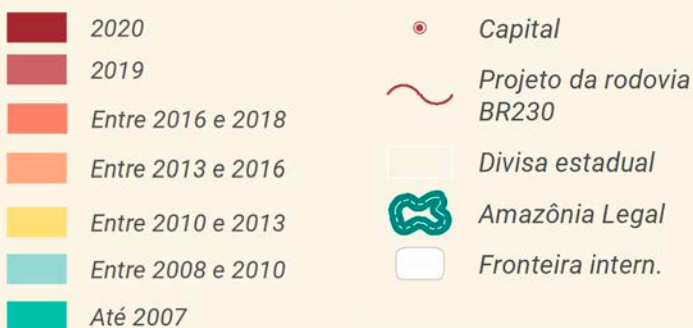 2020
2019
Entre 2016 e 2018
Entre 2013 e 2016
Entre 2010 e 2013
Entre 2008 e 2010
Até 2007
Capital
Projeto da rodovia
BR230
Divisa estadual
Amazônia Legal
Fronteira intern.